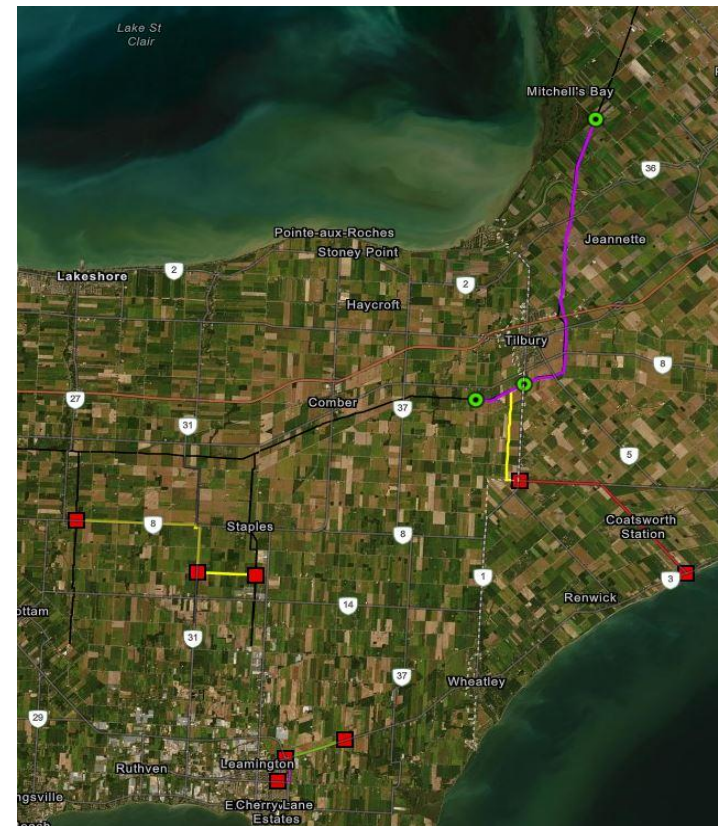 Lake St
Clair
Mitchell's Bay
36
Jeannette
Pointe-aux-Roches
Stoney Point
Lakeshore
2
2
Haycroft
Tilbury
8
27
Comber
37
31
5
8
Staples
8
Coatsworth
Station
1
3
14
Renwick
ottam
31
37
Wheatley
29
Ruthven
Leamington
ngsville
E Cherry Lane
Estates